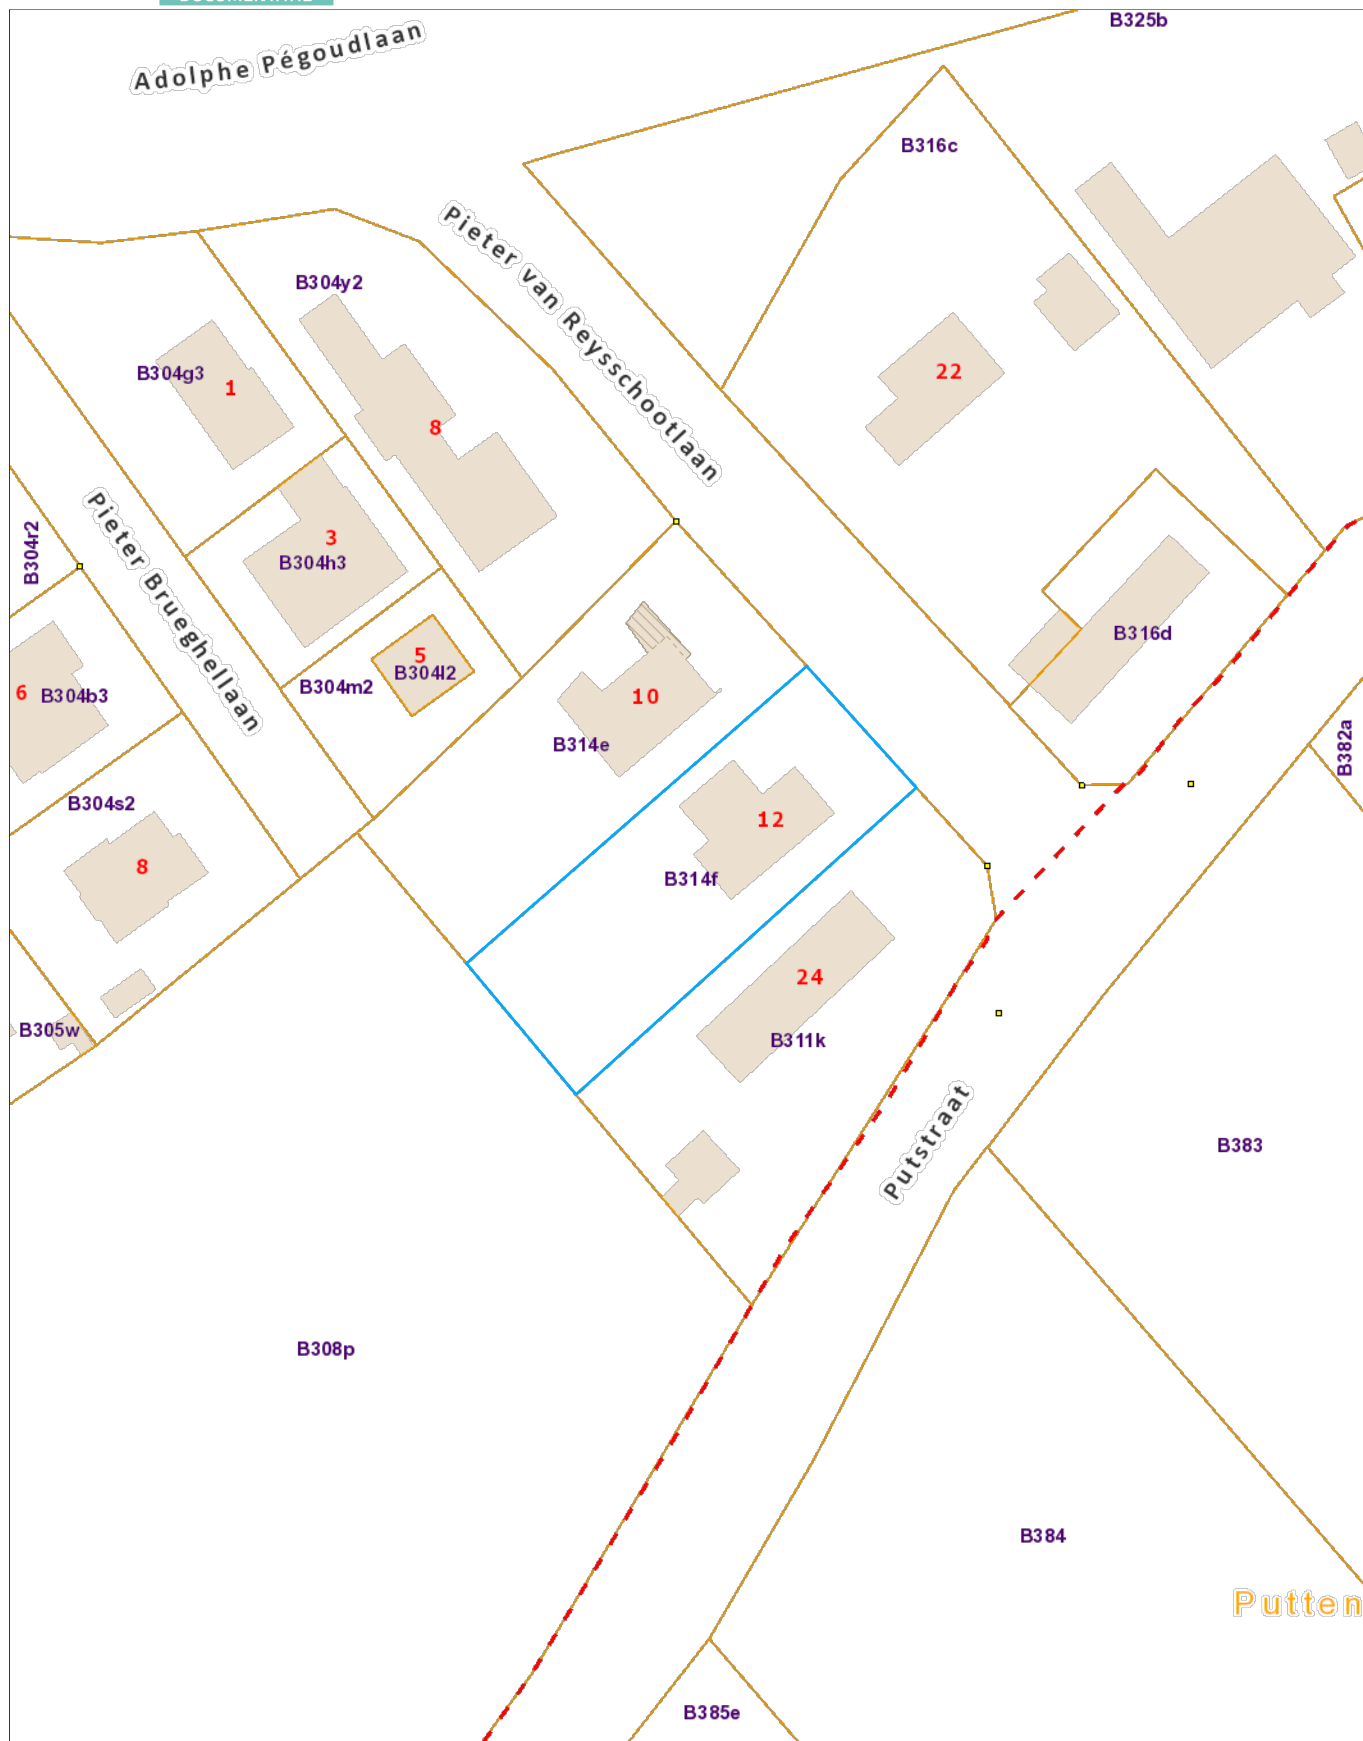 B325b
Adolphe Pégoudlaan
B316c
Pieter van Reysschootlaan
B304y2
B304g3
1
22
8
Pieter Brueghellaan
B304r2
3
B304h3
B316d
5
B304l2
B304m2
6
B304b3
10
B314e
B382a
B304s2
12
8
B314f
24
B305w
B311k
Putstraat
B383
B308p
B384
Putten
B385e